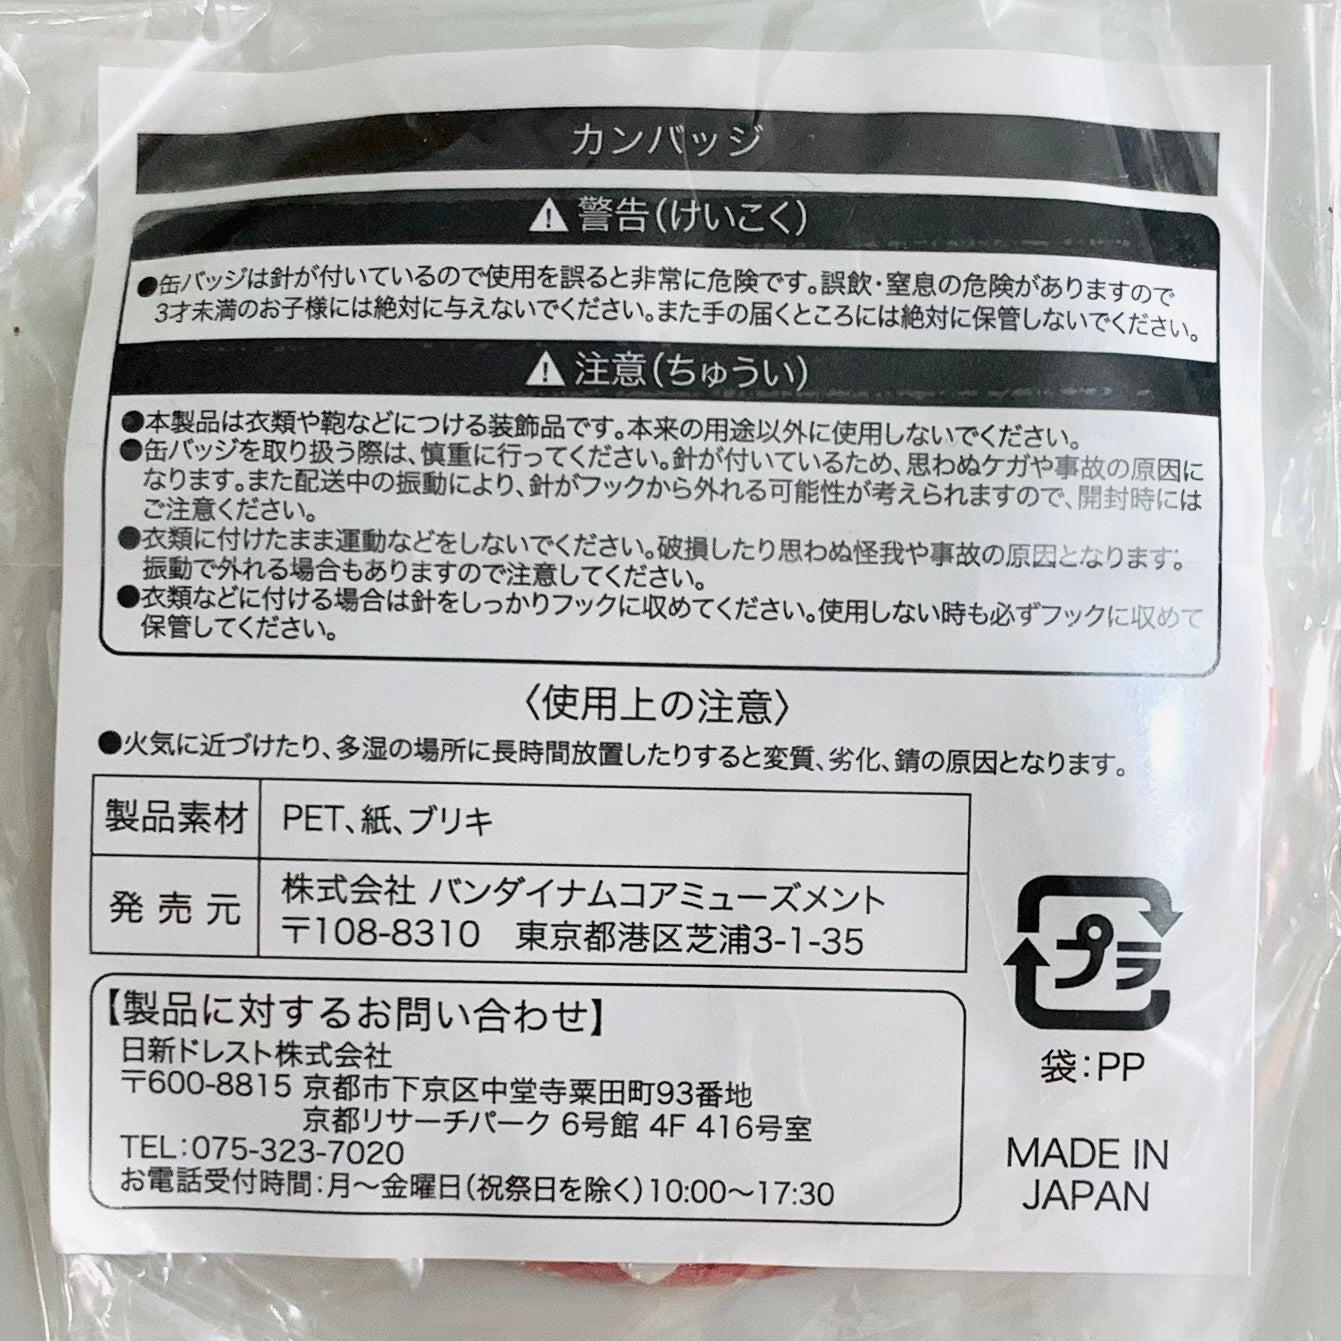 カンバッジ
警告(けいこく)
●缶バッジは針が付いているので使用を誤ると非常に危険です。誤飲・窒息の危険がありますので
3才未満のお子様には絶対に与えないでください。また手の届くところには絶対に保管しないでください。
注意(ちゅうい)
●本製品は衣類や鞄などにつける装飾品です。本来の用途以外に使用しないでください。
●缶バッジを取り扱う際は、慎重に行ってください。針が付いているため、思わぬケガや事故の原因に
なります。また配送中の振動により、針がフックから外れる可能性が考えられますので、開封時には
ご注意ください。
●衣類に付けたまま運動などをしないでください。破損したり思わぬ怪我や事故の原因となります。
振動で外れる場合もありますので注意してください。
●衣類などに付ける場合は針をしっかりフックに収めてください。使用しない時も必ずフックに収めて
保管してください。
〈使用上の注意〉
●火気に近づけたり、多湿の場所に長時間放置したりすると変質、劣化、錆の原因となります。
製品素材 PET、紙、ブリキ
発売元 株式会社 バンダイナムコアミューズメント
〒108-8310 東京都港区芝浦3-1-35
【製品に対するお問い合わせ】
日新ドレスト株式会社
〒600-8815 京都市下京区中堂寺粟田町93番地
京都リサーチパーク 6号館 4F 416号室
TEL:075-323-7020
お電話受付時間:月〜金曜日(祝祭日を除く)10:00〜17:30
プラ
袋:PP
MADE IN
JAPAN